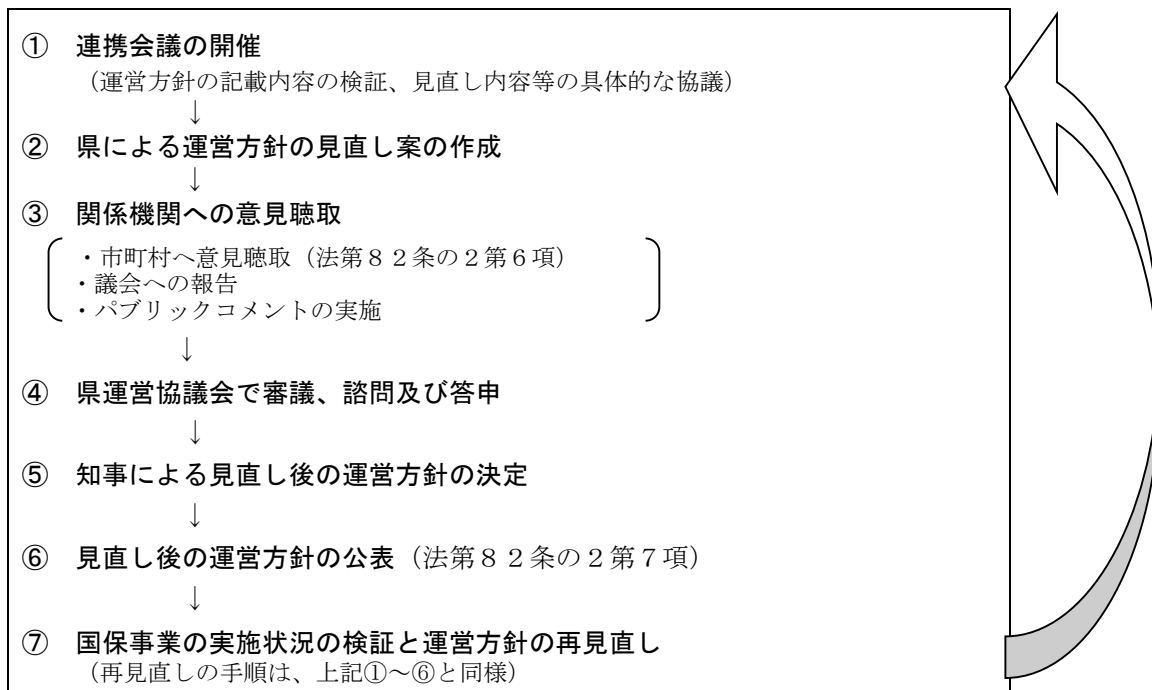 ① 連携会議の開催
（運営方針の記載内容の検証、見直し内容等の具体的な協議）
↓
② 県による運営方針の見直し案の作成
↓
③ 関係機関への意見聴取
・市町村へ意見聴取（法第８２条の２第６項）
・議会への報告
・パブリックコメントの実施
↓
④ 県運営協議会で審議、諮問及び答申
↓
⑤ 知事による見直し後の運営方針の決定
↓
⑥ 見直し後の運営方針の公表（法第８２条の２第７項）
↓
⑦ 国保事業の実施状況の検証と運営方針の再見直し
（再見直しの手順は、上記①～⑥と同様）